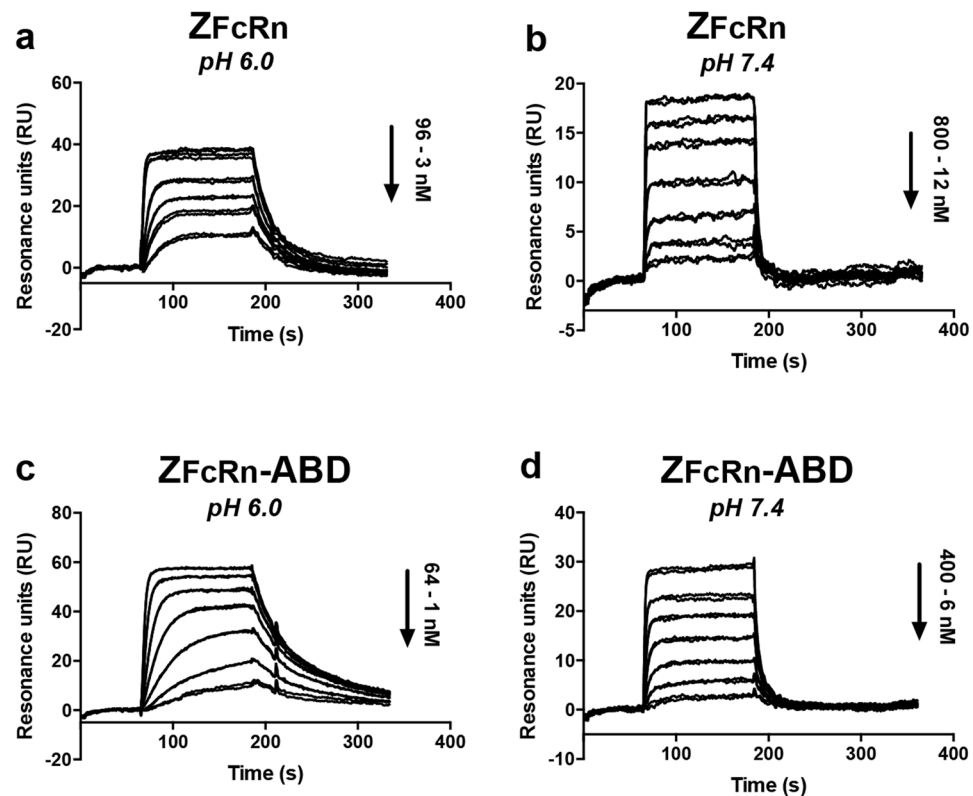 a
ZFcRn
pH 6.0
Resonance units (RU)
60
40
20
0
-20
100
200
300
400
Time (s)
96 - 3 nM
b
ZFcRn
pH 7.4
Resonance units (RU)
20
15
10
5
0
-5
100
200
300
400
Time (s)
800 - 12 nM
c
ZFcRn-ABD
pH 6.0
Resonance units (RU)
80
60
40
20
0
-20
100
200
300
400
Time (s)
64 - 1 nM
d
ZFcRn-ABD
pH 7.4
Resonance units (RU)
40
30
20
10
0
-10
100
200
300
400
Time (s)
400 - 6 nM